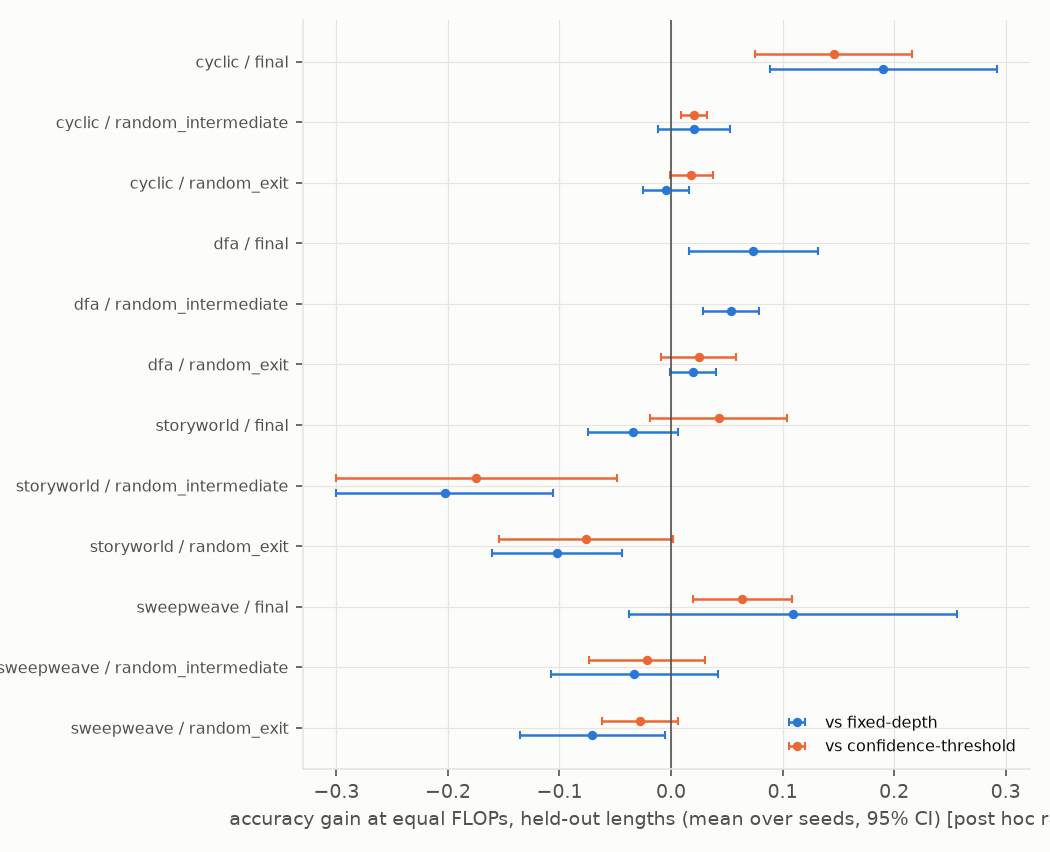 cyclic / final
cyclic / random_intermediate
cyclic / random_exit
dfa / final
dfa / random_intermediate
dfa / random_exit
storyworld / final
storyworld / random_intermediate
storyworld / random_exit
sweepweave / final
sweepweave / random_intermediate
sweepweave / random_exit
vs fixed-depth
vs confidence-threshold
−0.3 −0.2 −0.1 0.0 0.1 0.2 0.3
accuracy gain at equal FLOPs, held-out lengths (mean over seeds, 95% CI) [post hoc